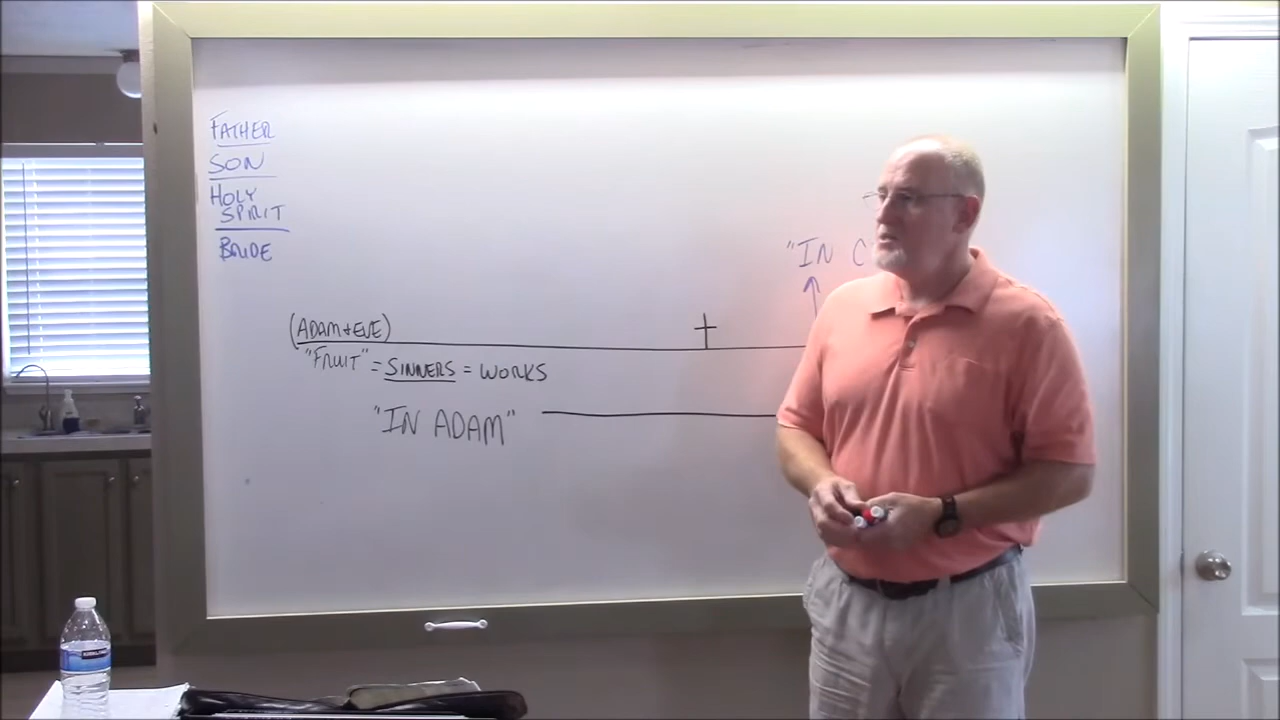 FATHER
SON
HOLY
SPIRIT
BRIDE
"IN C
(ADAM + EVE)
"FRUIT" = SINNERS = WORKS
"IN ADAM"